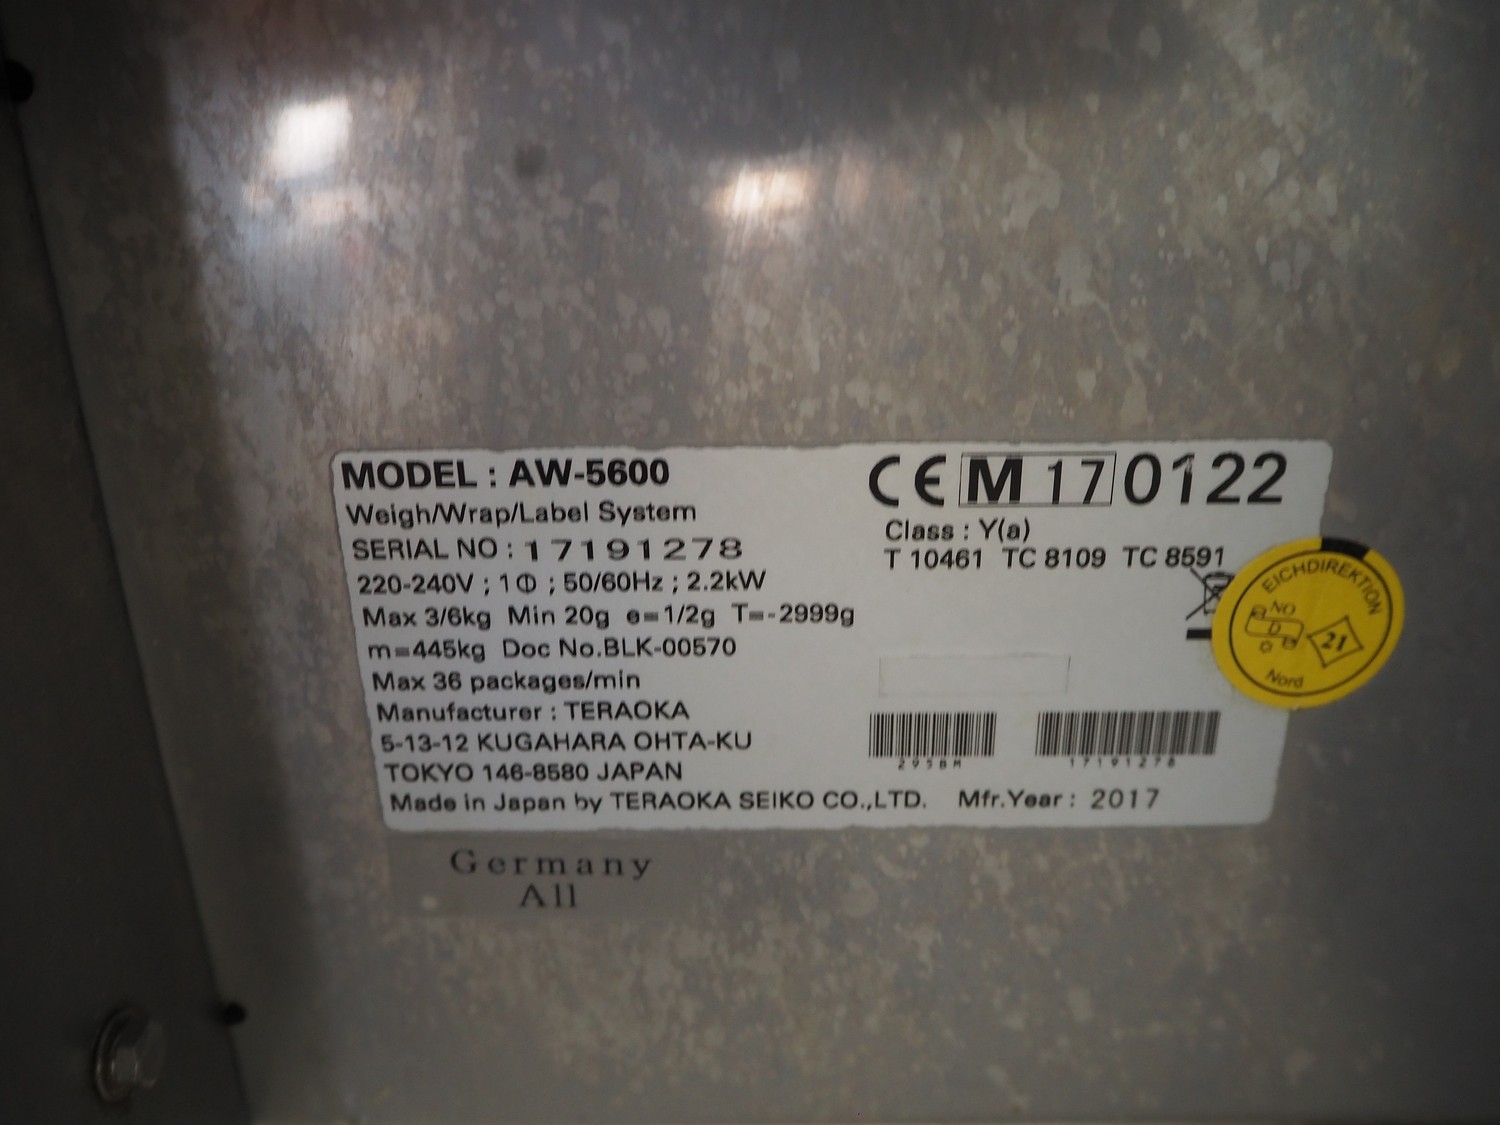 MODEL : AW-5600
Weigh/Wrap/Label System
SERIAL NO : 17191278
220-240V ; 1Φ ; 50/60Hz ; 2.2kW
Max 3/6kg Min 20g e=1/2g T=-2999g
m=445kg Doc No.BLK-00570
Max 36 packages/min
Manufacturer : TERAOKA
5-13-12 KUGAHARA OHTA-KU
TOKYO 146-8580 JAPAN
Made in Japan by TERAOKA SEIKO CO.,LTD. Mfr.Year : 2017
CE M 17 0122
Class : Y(a)
T 10461 TC 8109 TC 8591
2958M
17191278
EICHDIREKTION
NO
D
21
Nord
Germany
All